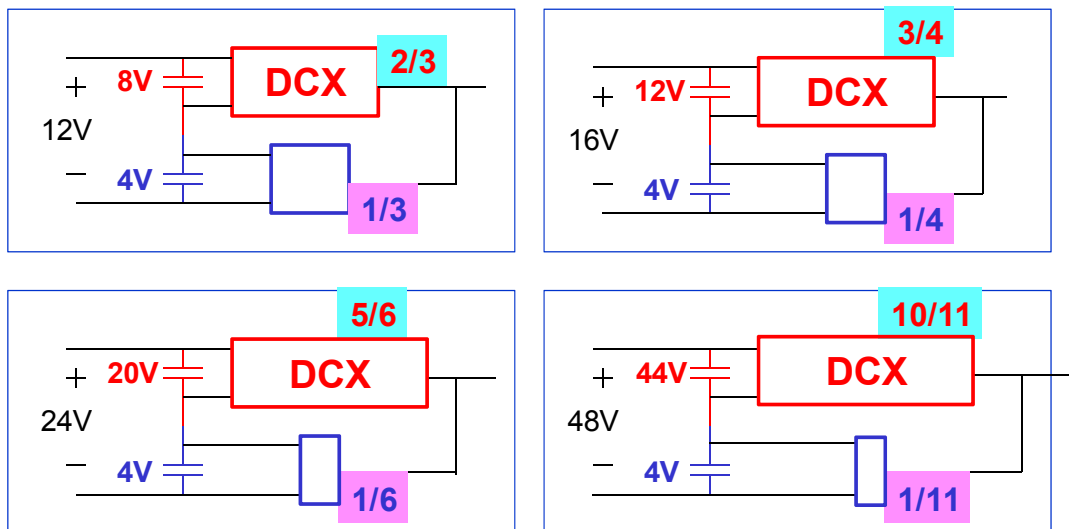 2/3
8V
DCX
+
12V
−
4V
1/3
3/4
12V
DCX
+
16V
−
4V
1/4
5/6
20V
DCX
+
24V
−
4V
1/6
10/11
44V
DCX
+
48V
−
4V
1/11